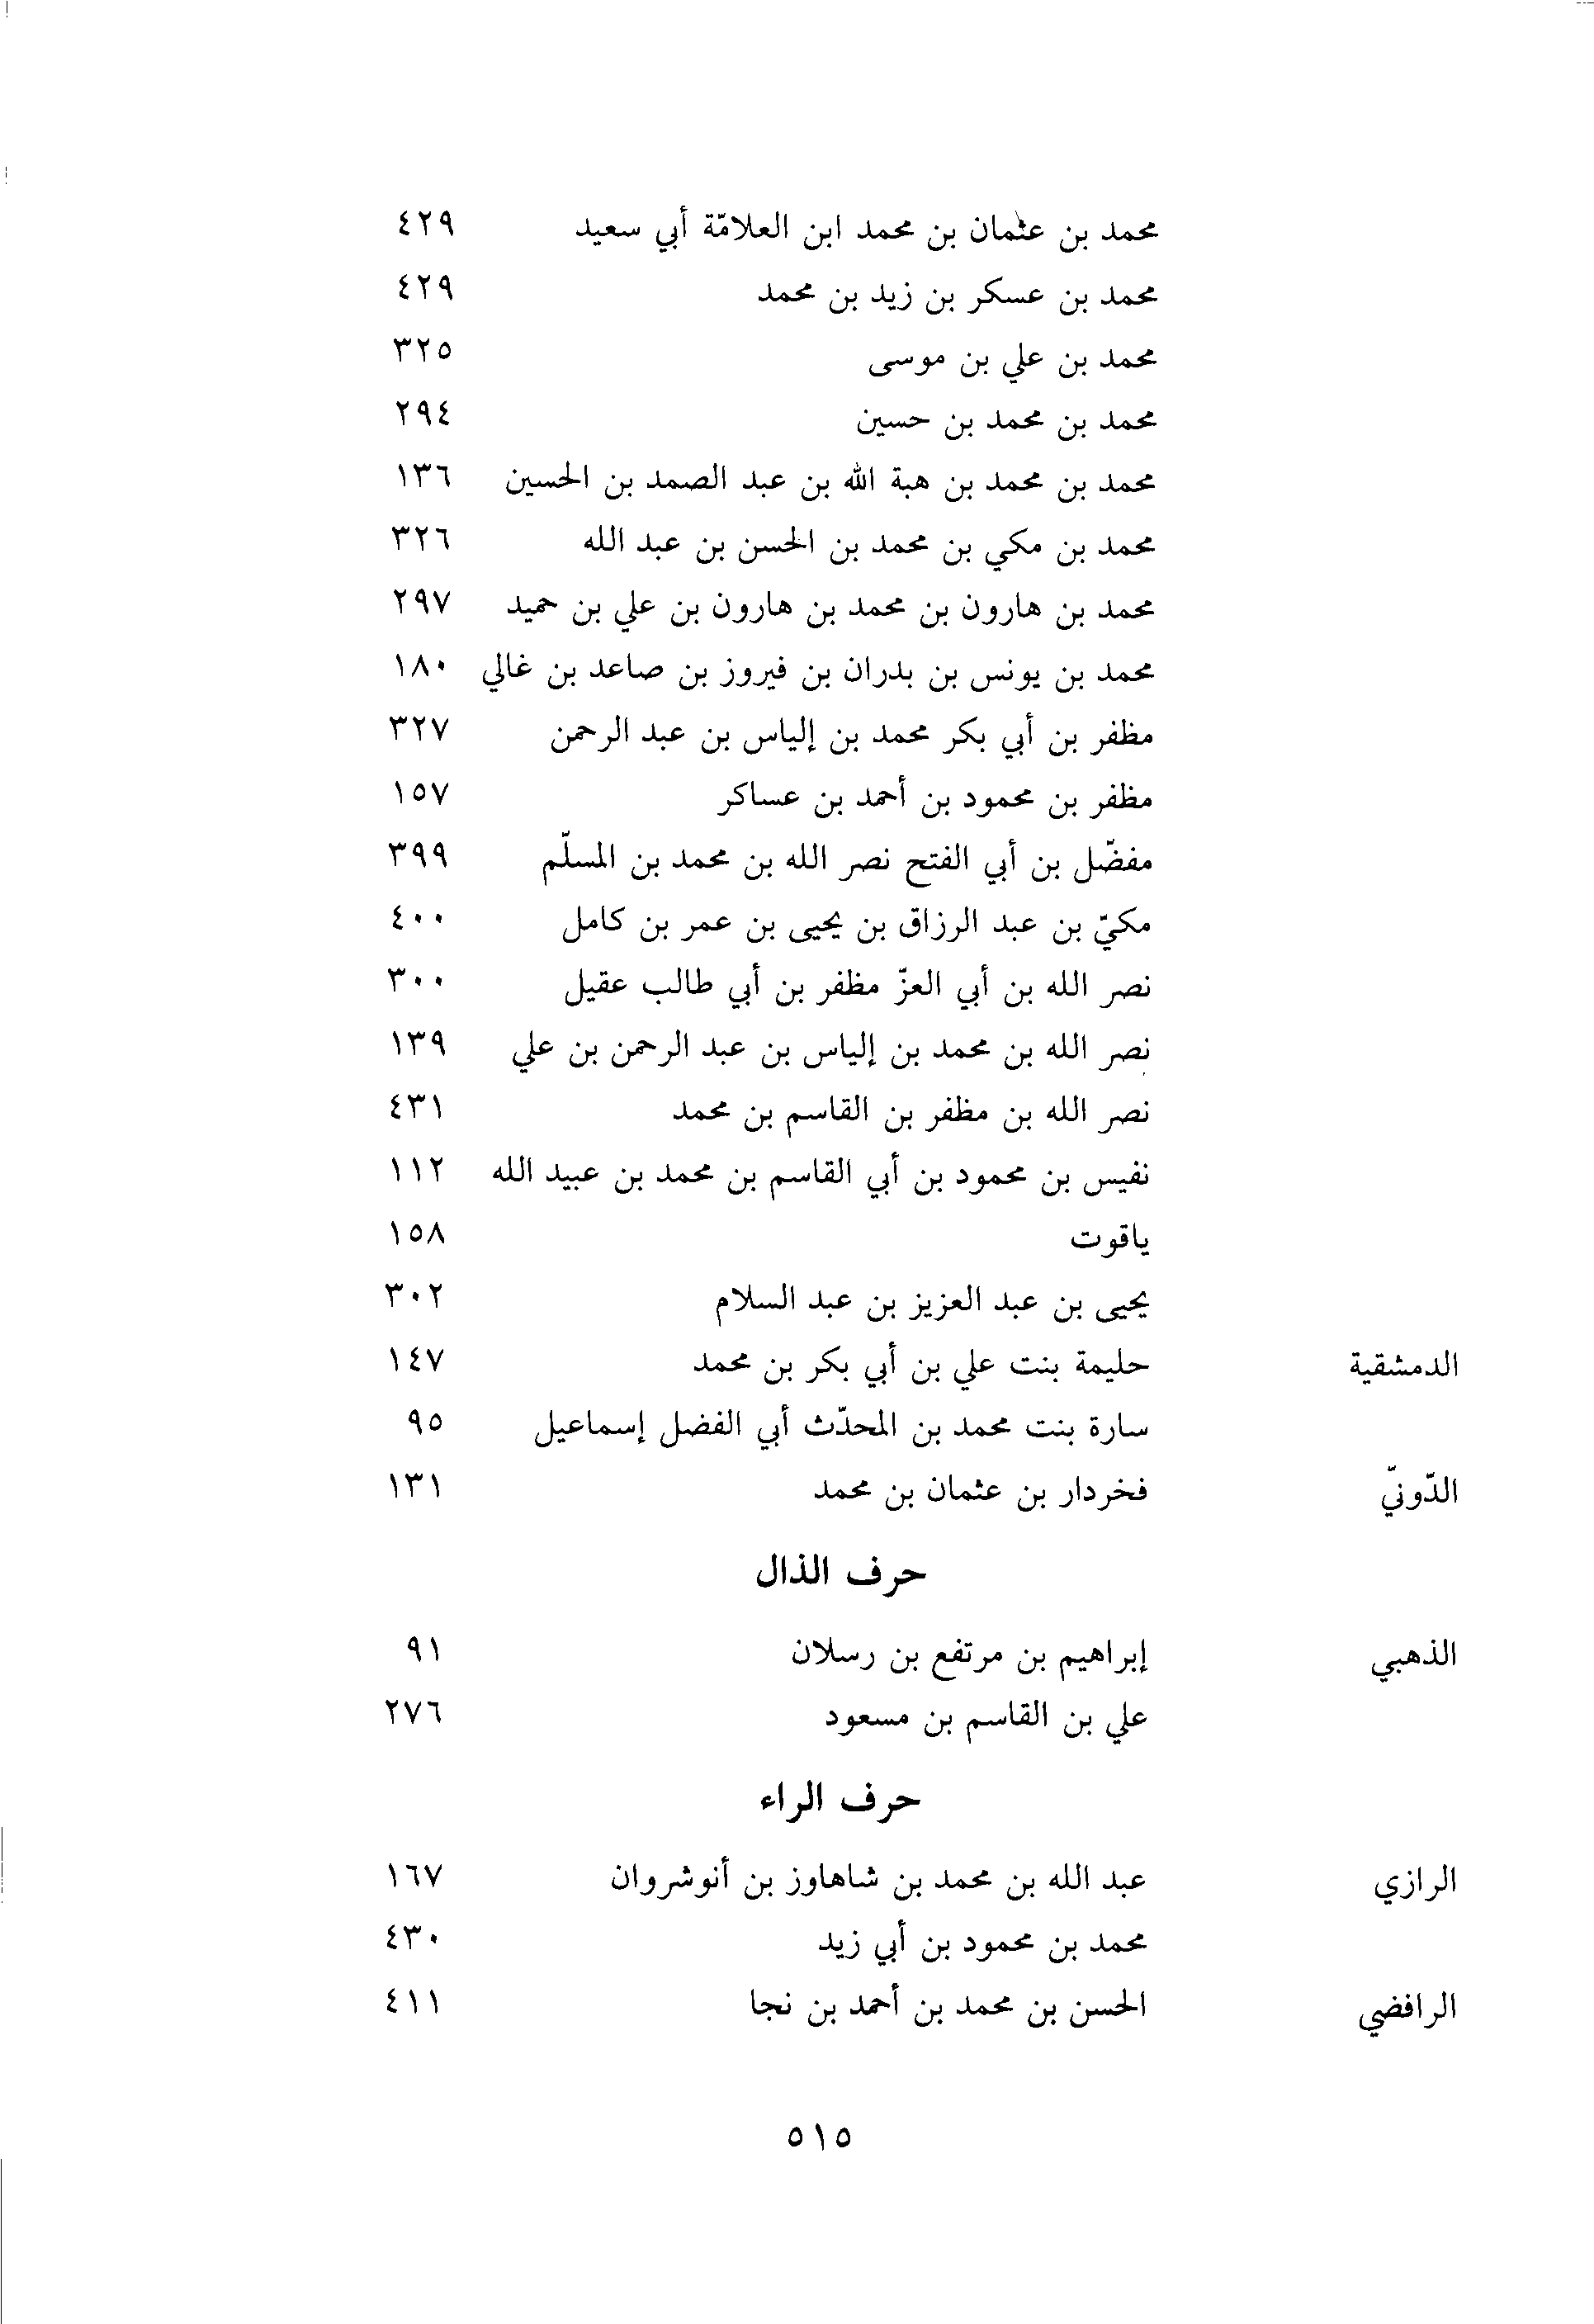 محمد بن عثمان بن محمد ابن العلامّة أبي سعيد ٤٢٩
محمد بن عسكر بن زيد بن محمد ٤٢٩
محمد بن علي بن موسى ٣٢٥
محمد بن محمد بن حسين ٢٩٤
محمد بن محمد بن هبة الله بن عبد الصمد بن الحسين ١٣٦
محمد بن مكي بن محمد بن الحسن بن عبد الله ٣٢٦
محمد بن هارون بن محمد بن هارون بن علي بن حميد ٢٩٧
محمد بن يونس بن بدران بن فيروز بن صاعد بن غالي ١٨٠
مظفر بن أبي بكر محمد بن إلياس بن عبد الرحمن ٣٢٧
مظفر بن محمود بن أحمد بن عساكر ١٥٧
مفضّل بن أبي الفتح نصر الله بن محمد بن المسلّم ٣٩٩
مكيّ بن عبد الرزاق بن يحيى بن عمر بن كامل ٤٠٠
نصر الله بن أبي العزّ مظفر بن أبي طالب عقيل ٣٠٠
نصر الله بن محمد بن إلياس بن عبد الرحمن بن علي ١٣٩
نصر الله بن مظفر بن القاسم بن محمد ٤٣١
نفيس بن محمود بن أبي القاسم بن محمد بن عبيد الله ١١٢
ياقوت ١٥٨
يحيى بن عبد العزيز بن عبد السلام ٣٠٢
الدمشقية حليمة بنت علي بن أبي بكر بن محمد ١٤٧
سارة بنت محمد بن المحدّث أبي الفضل إسماعيل ٩٥
الدّونيّ فخردار بن عثمان بن محمد ١٣١
حرف الذال
الذهبي إبراهيم بن مرتفع بن رسلان ٩١
علي بن القاسم بن مسعود ٢٧٦
حرف الراء
الرازي عبد الله بن محمد بن شاهاوز بن أنوشروان ١٦٧
محمد بن محمود بن أبي زيد ٤٣٠
الرافضي الحسن بن محمد بن أحمد بن نجا ٤١١
٥١٥